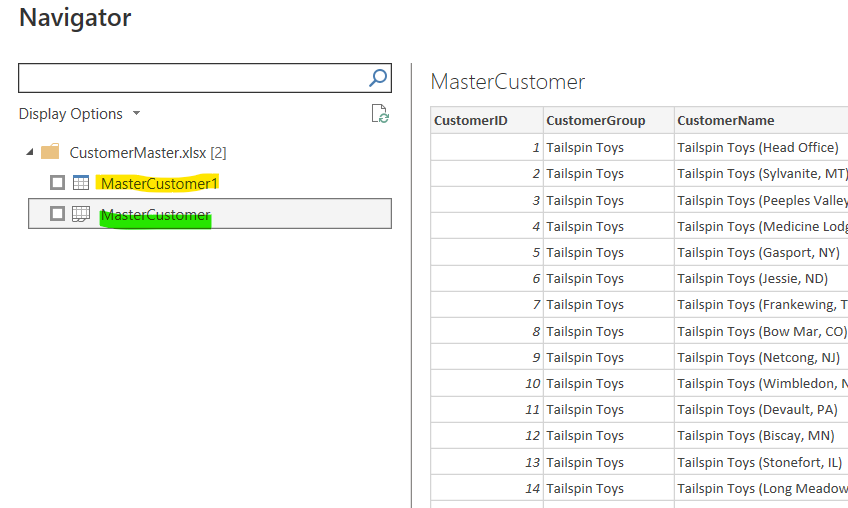 Navigator
Display Options
CustomerMaster.xlsx [2]
MasterCustomer1
MasterCustomer
MasterCustomer
CustomerID CustomerGroup CustomerName
1 Tailspin Toys Tailspin Toys (Head Office)
2 Tailspin Toys Tailspin Toys (Sylvanite, MT)
3 Tailspin Toys Tailspin Toys (Peeples Valley
4 Tailspin Toys Tailspin Toys (Medicine Lodg
5 Tailspin Toys Tailspin Toys (Gasport, NY)
6 Tailspin Toys Tailspin Toys (Jessie, ND)
7 Tailspin Toys Tailspin Toys (Frankewing, T
8 Tailspin Toys Tailspin Toys (Bow Mar, CO)
9 Tailspin Toys Tailspin Toys (Netcong, NJ)
10 Tailspin Toys Tailspin Toys (Wimbledon, N
11 Tailspin Toys Tailspin Toys (Devault, PA)
12 Tailspin Toys Tailspin Toys (Biscay, MN)
13 Tailspin Toys Tailspin Toys (Stonefort, IL)
14 Tailspin Toys Tailspin Toys (Long Meadow